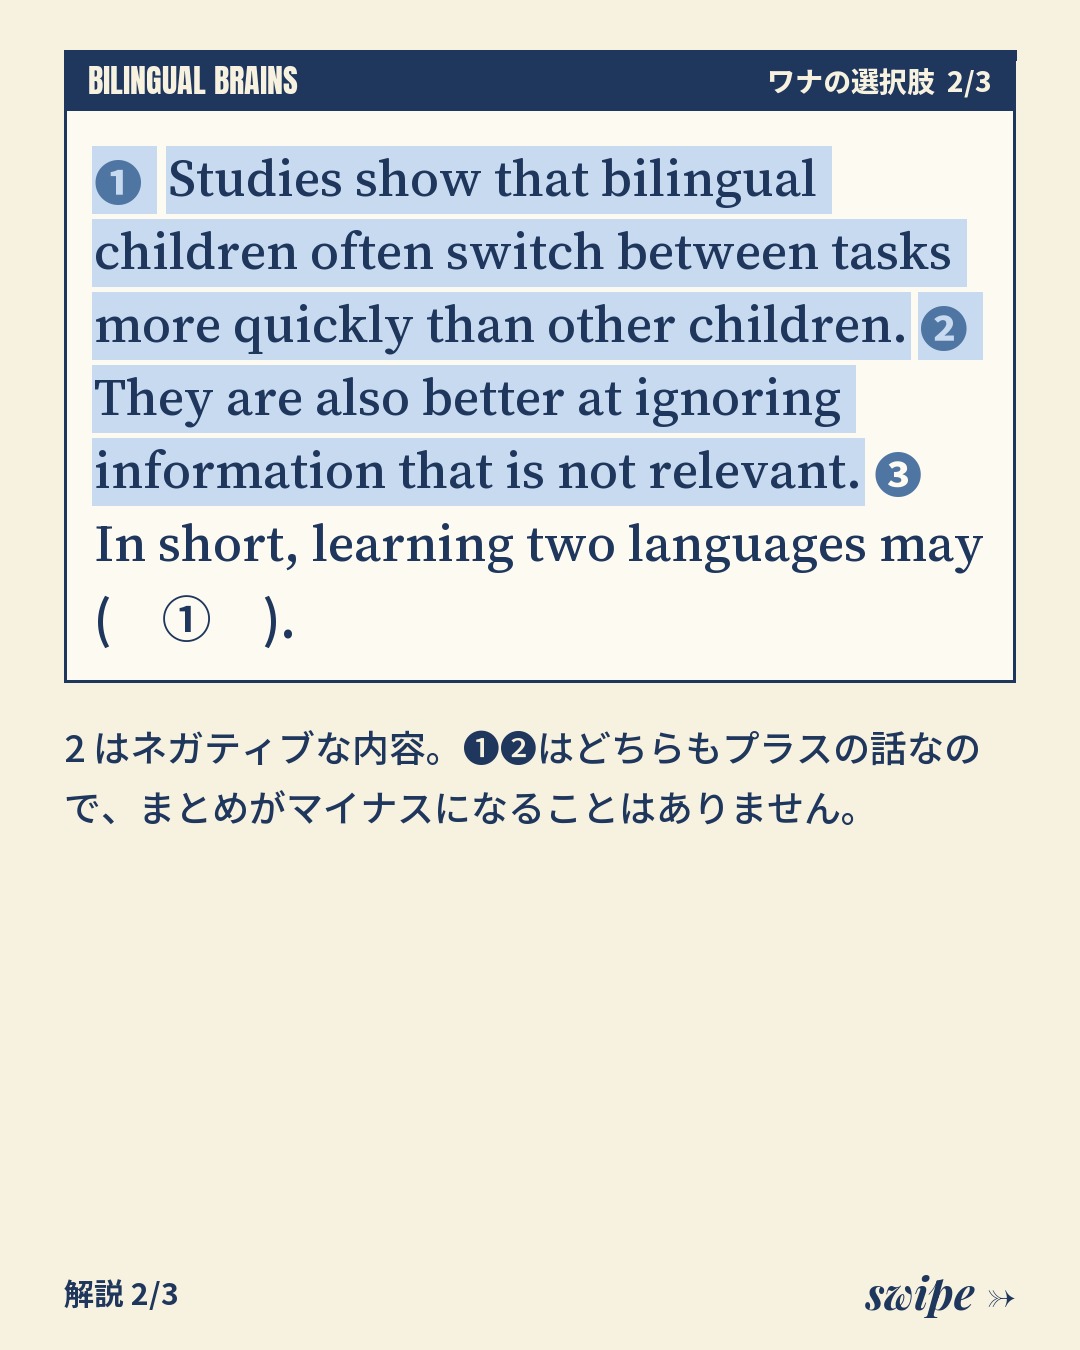 BILINGUAL BRAINS
ワナの選択肢 2/3
❶ Studies show that bilingual
children often switch between tasks
more quickly than other children. ❷
They are also better at ignoring
information that is not relevant. ❸
In short, learning two languages may
( ① ).
2 はネガティブな内容。❶❷はどちらもプラスの話なの
で、まとめがマイナスになることはありません。
解説 2/3
swipe